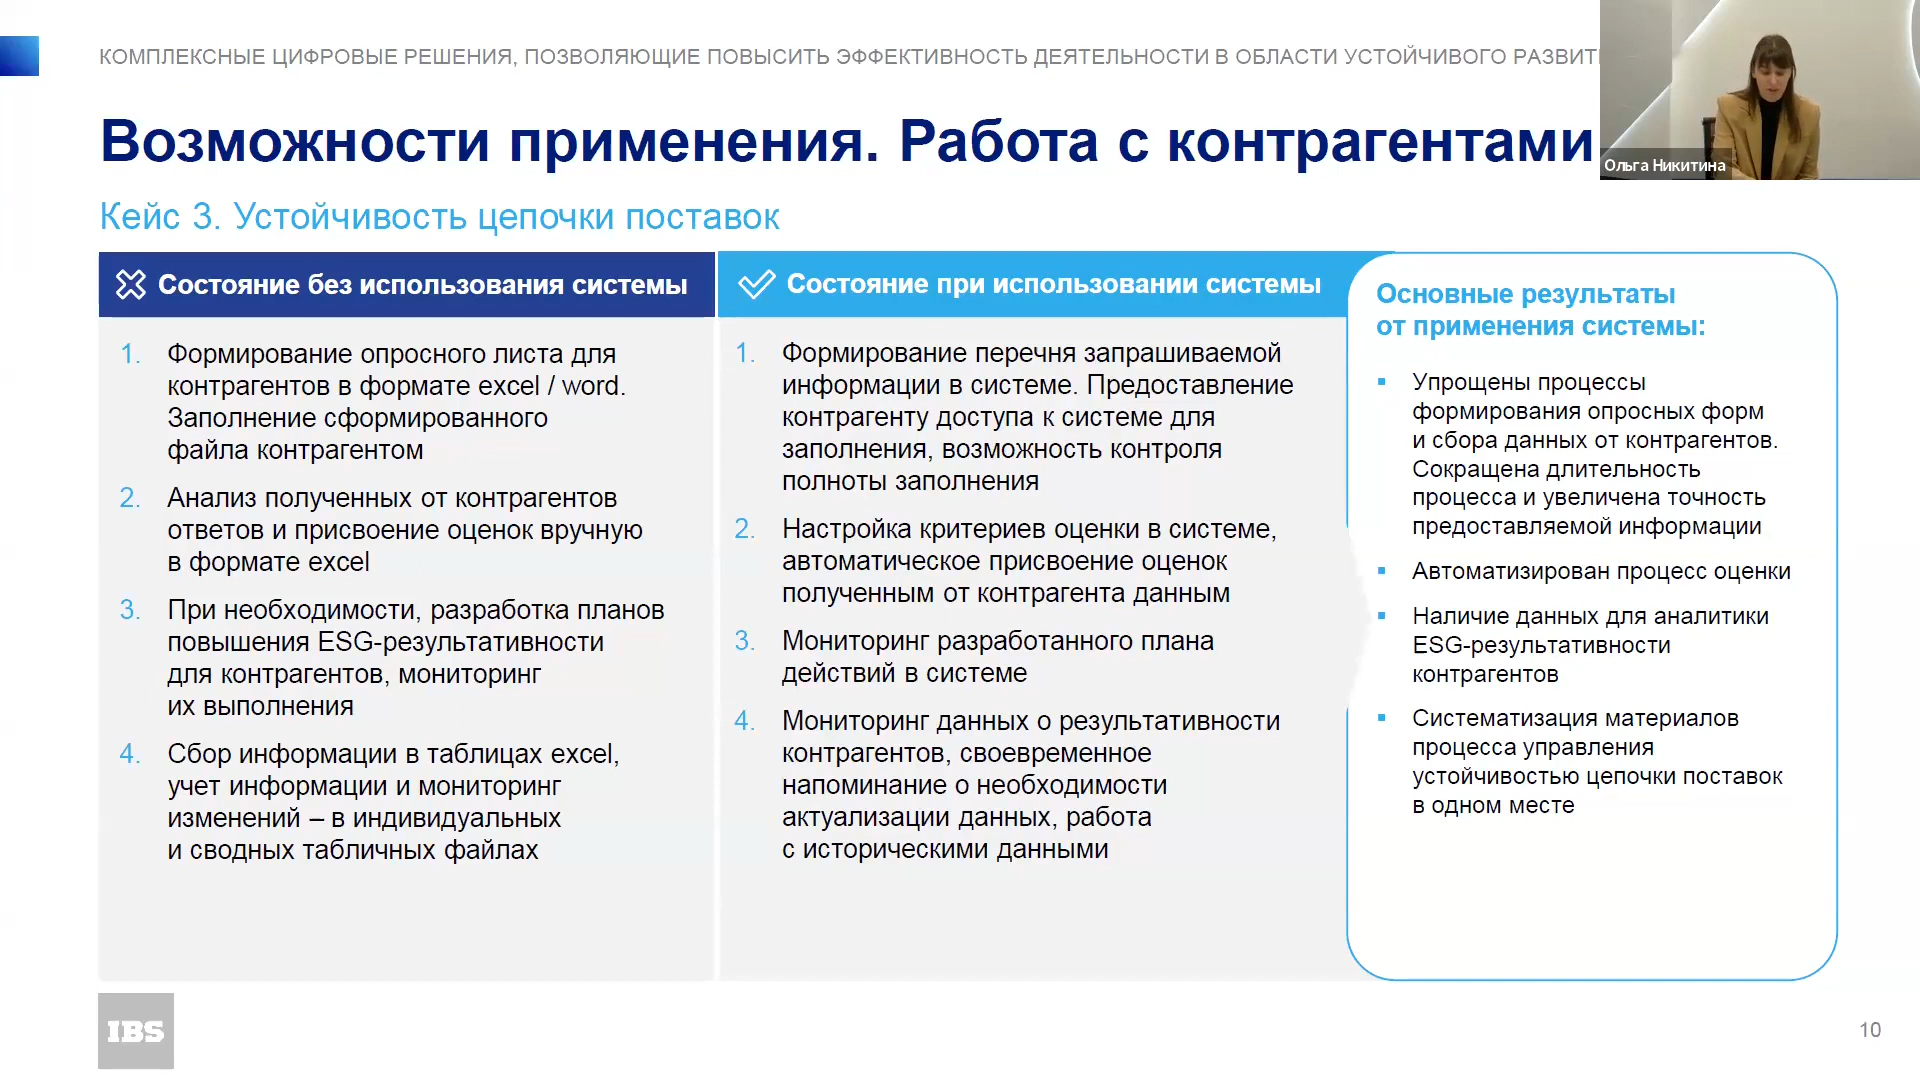 КОМПЛЕКСНЫЕ ЦИФРОВЫЕ РЕШЕНИЯ, ПОЗВОЛЯЮЩИЕ ПОВЫСИТЬ ЭФФЕКТИВНОСТЬ ДЕЯТЕЛЬНОСТИ В ОБЛАСТИ УСТОЙЧИВОГО РАЗВИТ
Возможности применения. Работа с контрагентами
Ольга Никитина
Кейс 3. Устойчивость цепочки поставок
Состояние без использования системы
1. Формирование опросного листа для
контрагентов в формате excel / word.
Заполнение сформированного
файла контрагентом
2. Анализ полученных от контрагентов
ответов и присвоение оценок вручную
в формате excel
3. При необходимости, разработка планов
повышения ESG-результативности
для контрагентов, мониторинг
их выполнения
4. Сбор информации в таблицах excel,
учет информации и мониторинг
изменений – в индивидуальных
и сводных табличных файлах
Состояние при использовании системы
1. Формирование перечня запрашиваемой
информации в системе. Предоставление
контрагенту доступа к системе для
заполнения, возможность контроля
полноты заполнения
2. Настройка критериев оценки в системе,
автоматическое присвоение оценок
полученным от контрагента данным
3. Мониторинг разработанного плана
действий в системе
4. Мониторинг данных о результативности
контрагентов, своевременное
напоминание о необходимости
актуализации данных, работа
с историческими данными
Основные результаты
от применения системы:
▪ Упрощены процессы
формирования опросных форм
и сбора данных от контрагентов.
Сокращена длительность
процесса и увеличена точность
предоставляемой информации
▪ Автоматизирован процесс оценки
▪ Наличие данных для аналитики
ESG-результативности
контрагентов
▪ Систематизация материалов
процесса управления
устойчивостью цепочки поставок
в одном месте
IBS
10